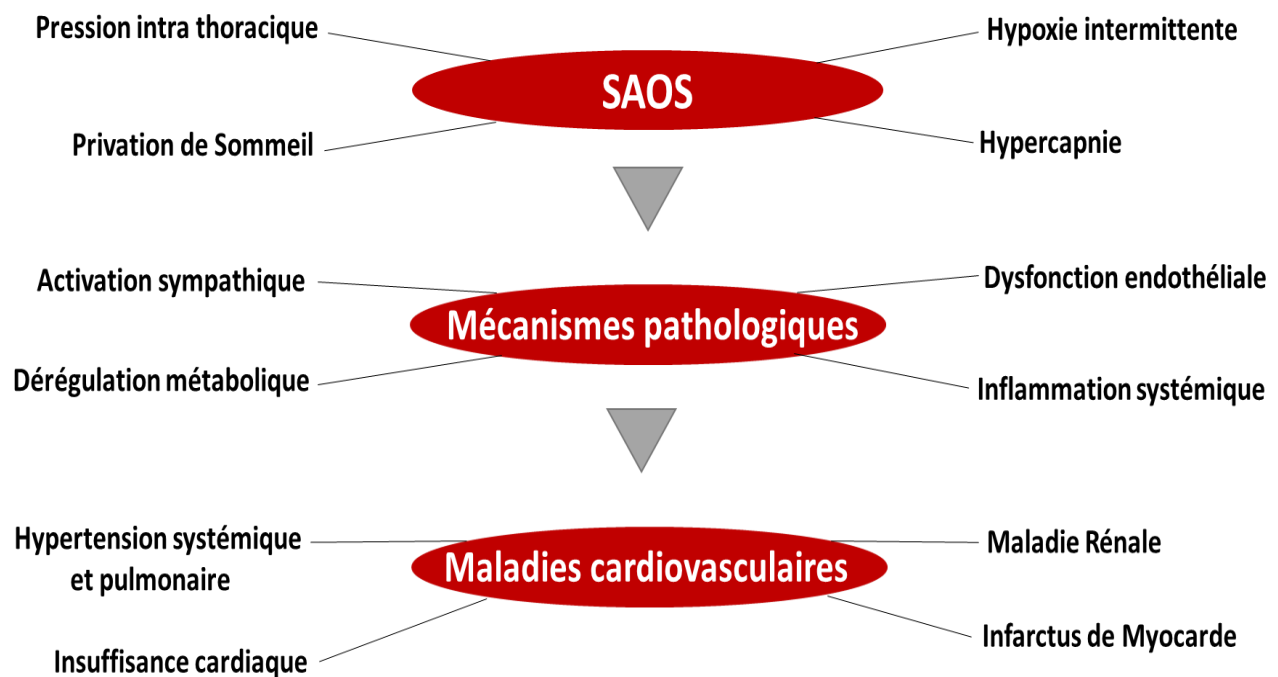 Pression intra thoracique
Hypoxie intermittente
SAOS
Privation de Sommeil
Hypercapnie
Activation sympathique
Dysfonction endothéliale
Mécanismes pathologiques
Dérégulation métabolique
Inflammation systémique
Hypertension systémique
et pulmonaire
Maladie Rénale
Maladies cardiovasculaires
Insuffisance cardiaque
Infarctus de Myocarde